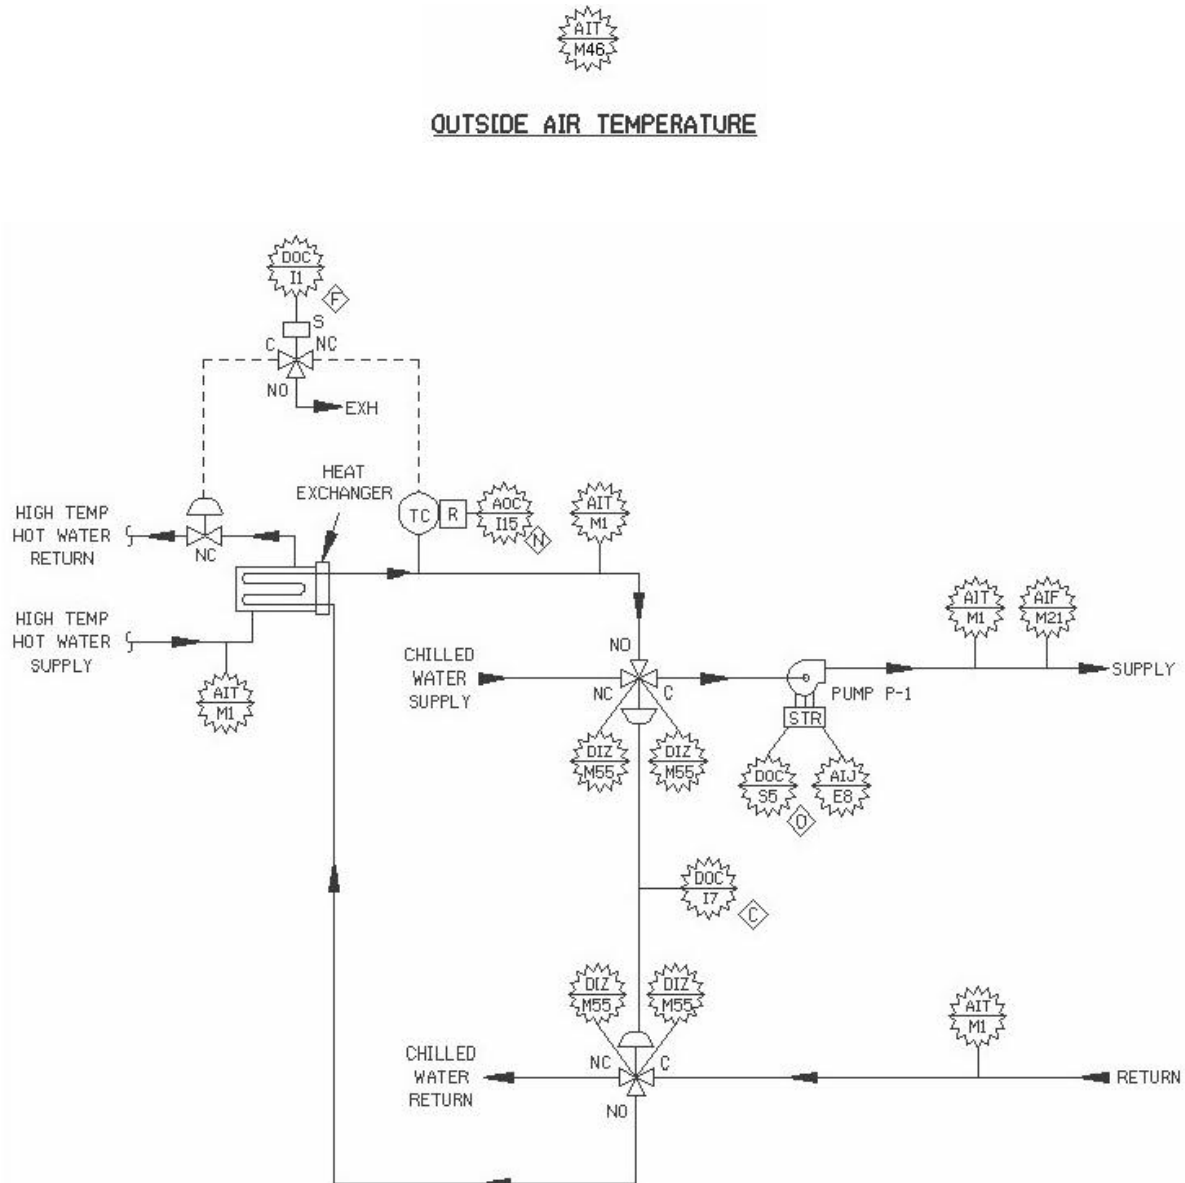 AIT
M46
OUTSIDE AIR TEMPERATURE
DOC
I1
F
S
C
NC
NO
EXH
HEAT
EXCHANGER
HIGH TEMP
HOT WATER
RETURN
NC
TC
R
AOC
I15
N
AIT
M1
HIGH TEMP
HOT WATER
SUPPLY
AIT
M1
NO
CHILLED
WATER
SUPPLY
NC
C
DIZ
M55
DIZ
M55
PUMP P-1
STR
DOC
S5
O
AIJ
E8
AIT
M1
AIF
M21
SUPPLY
DOC
I7
C
DIZ
M55
DIZ
M55
AIT
M1
CHILLED
WATER
RETURN
NC
C
NO
RETURN